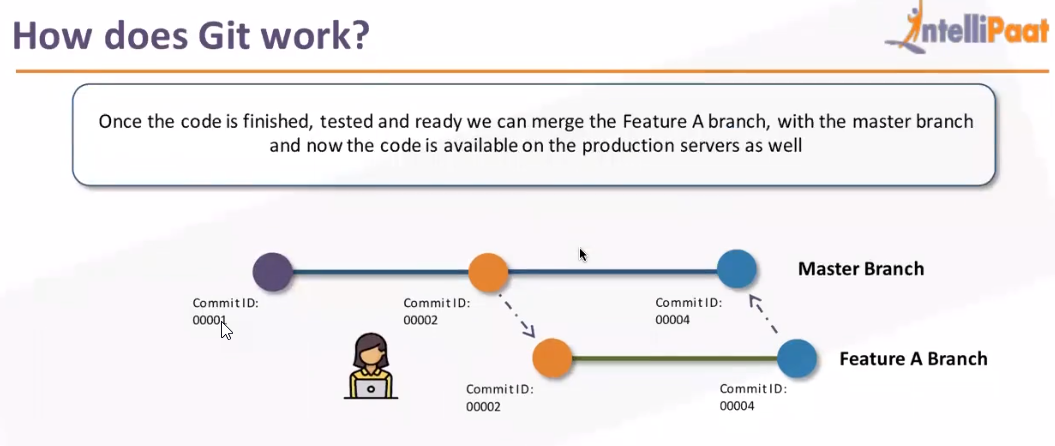 How does Git work?
IntelliPaat
Once the code is finished, tested and ready we can merge the Feature A branch, with the master branch
and now the code is available on the production servers as well
Master Branch
Commit ID:
00001
Commit ID:
00002
Commit ID:
00004
Feature A Branch
Commit ID:
00002
Commit ID:
00004